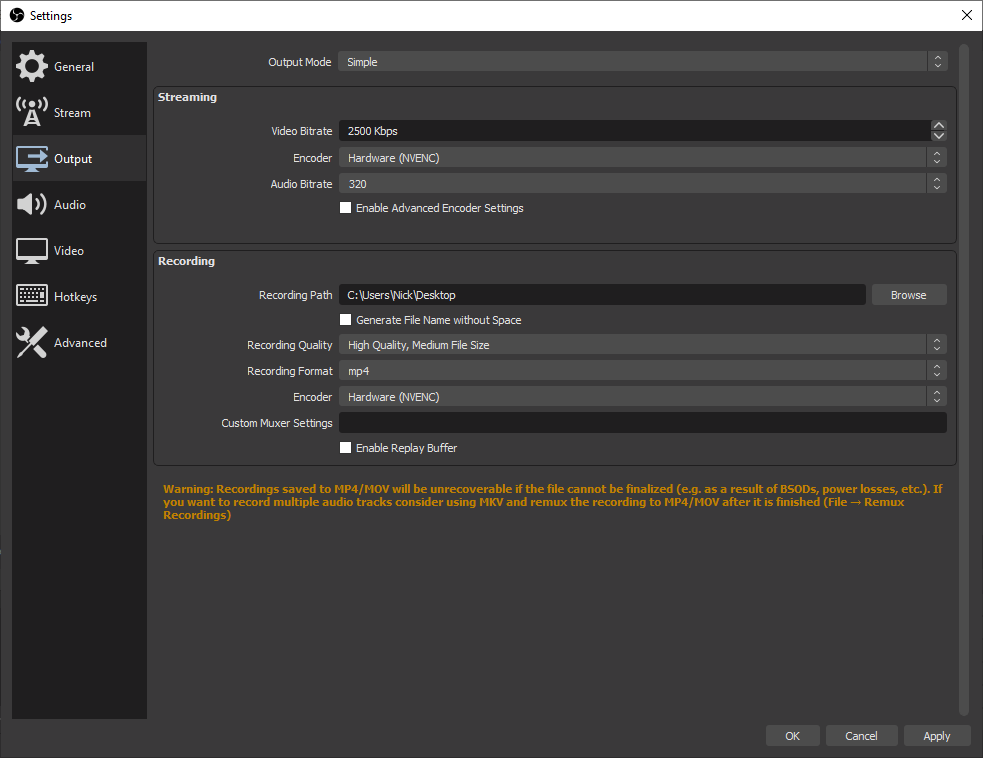 Settings
General
Stream
Output
Audio
Video
Hotkeys
Advanced
Output Mode Simple
Streaming
Video Bitrate 2500 Kbps
Encoder Hardware (NVENC)
Audio Bitrate 320
Enable Advanced Encoder Settings
Recording
Recording Path C:\Users\Nick\Desktop Browse
Generate File Name without Space
Recording Quality High Quality, Medium File Size
Recording Format mp4
Encoder Hardware (NVENC)
Custom Muxer Settings
Enable Replay Buffer
Warning: Recordings saved to MP4/MOV will be unrecoverable if the file cannot be finalized (e.g. as a result of BSODs, power losses, etc.). If
you want to record multiple audio tracks consider using MKV and remux the recording to MP4/MOV after it is finished (File → Remux
Recordings)
OK Cancel Apply